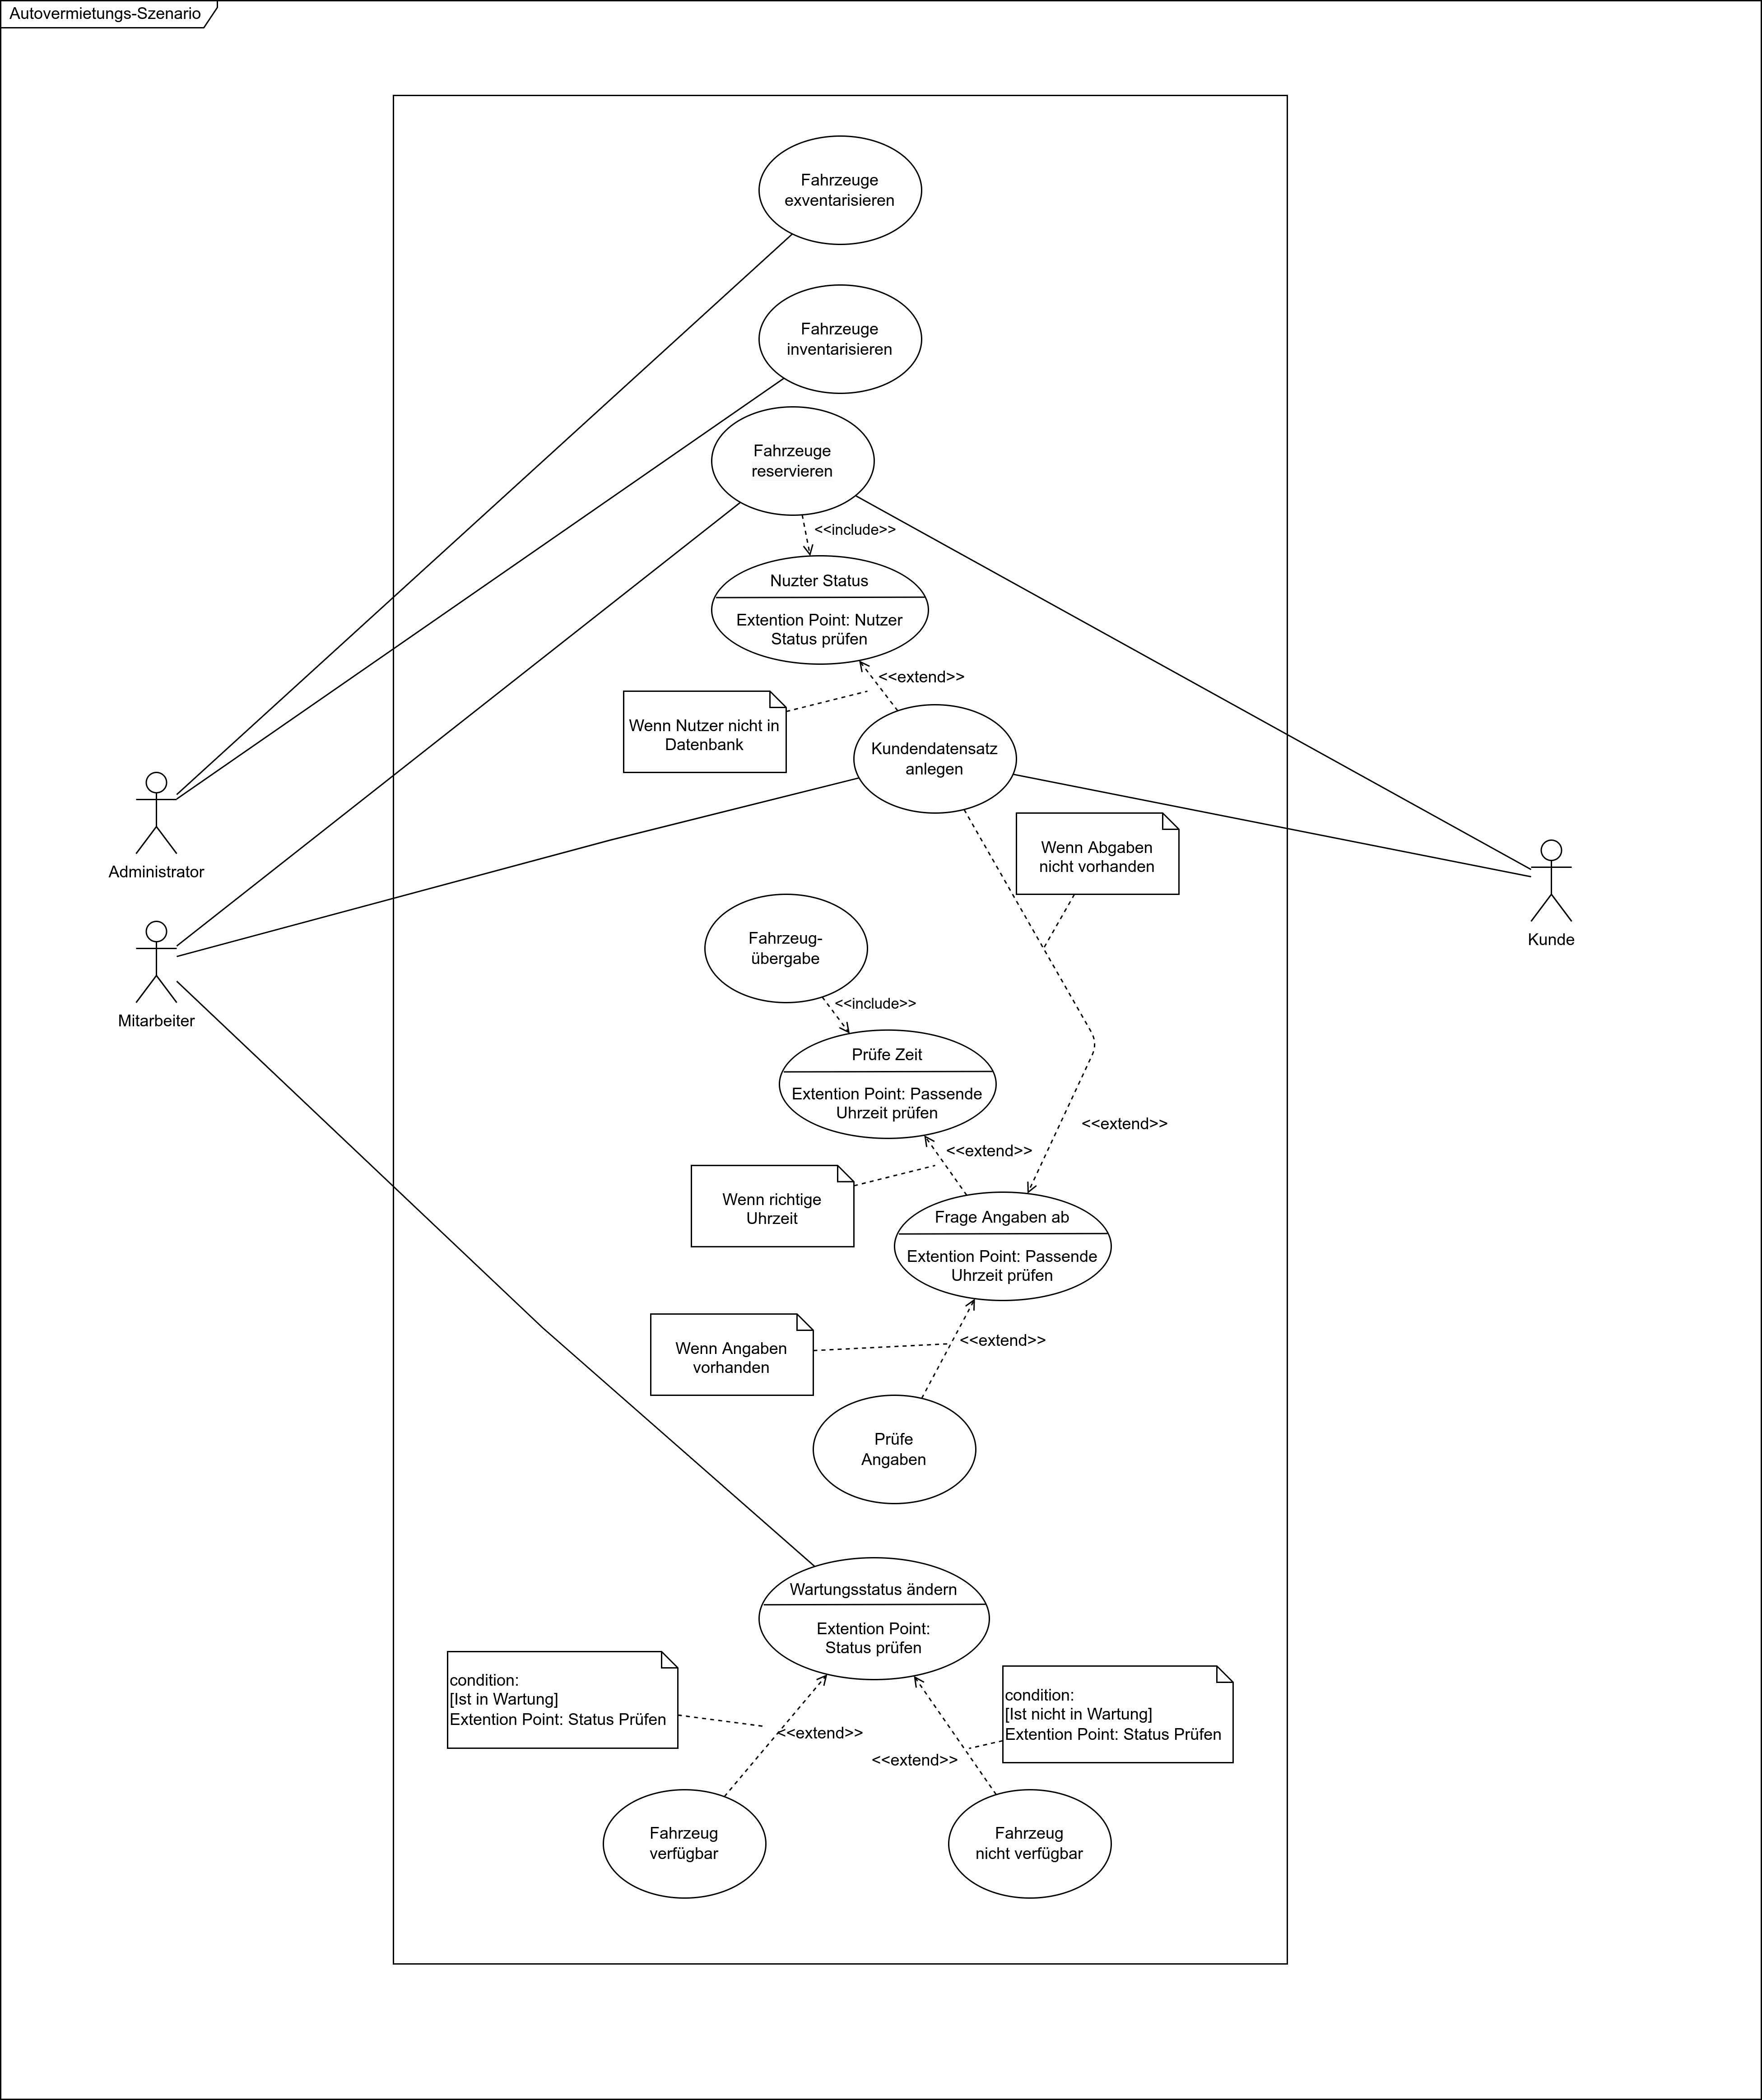 Autovermietungs-Szenario
Fahrzeuge
exventarisieren
Fahrzeuge
inventarisieren
Fahrzeuge
reservieren
<<include>>
Nuzter Status
Extention Point: Nutzer
Status prüfen
<<extend>>
Wenn Nutzer nicht in
Datenbank
Kundendatensatz
anlegen
Wenn Abgaben
nicht vorhanden
Administrator
Kunde
Mitarbeiter
Fahrzeug-
übergabe
<<include>>
Prüfe Zeit
Extention Point: Passende
Uhrzeit prüfen
<<extend>>
<<extend>>
Wenn richtige
Uhrzeit
Frage Angaben ab
Extention Point: Passende
Uhrzeit prüfen
<<extend>>
Wenn Angaben
vorhanden
Prüfe
Angaben
Wartungsstatus ändern
Extention Point:
Status prüfen
condition:
[Ist in Wartung]
Extention Point: Status Prüfen
condition:
[Ist nicht in Wartung]
Extention Point: Status Prüfen
<<extend>>
<<extend>>
Fahrzeug
verfügbar
Fahrzeug
nicht verfügbar